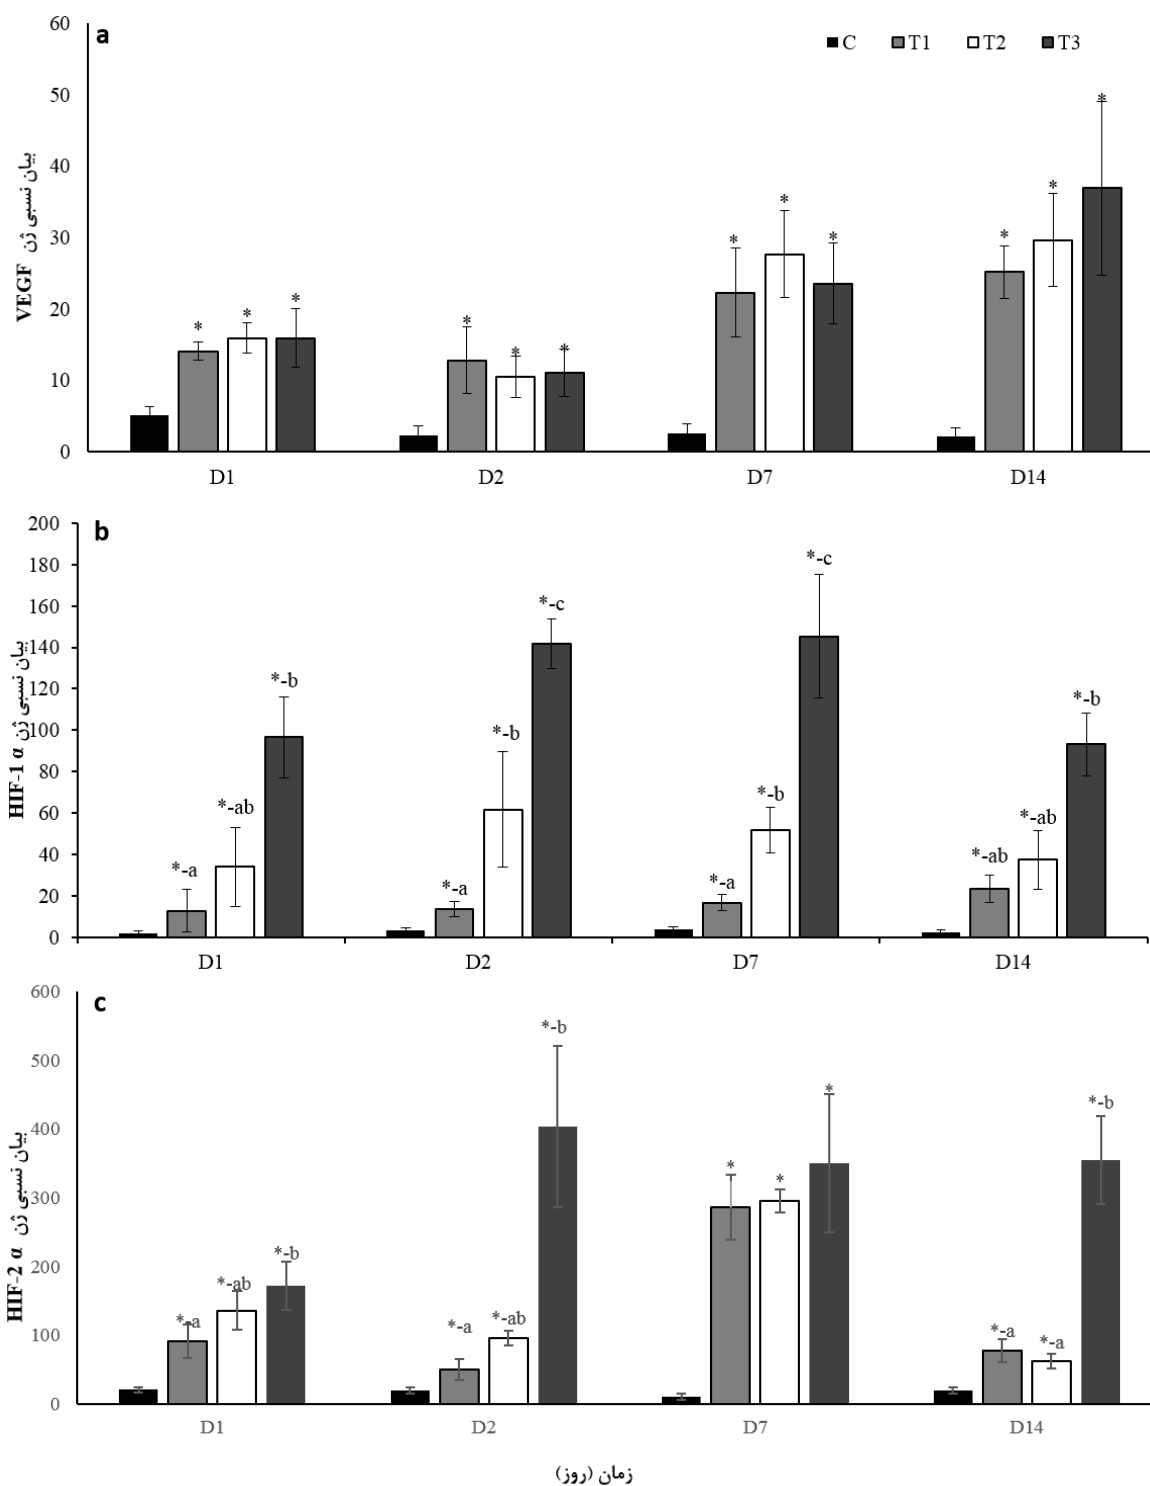 a
C T1 T2 T3
60
50
40
30
20
10
0
بیان نسبی ژن VEGF
* * * * * * * * * * * *
D1 D2 D7 D14
b
200
180
160
140
120
100
80
60
40
20
0
بیان نسبی ژن HIF-1 α
*-a *-ab *-b *-a *-b *-c *-a *-b *-c *-ab *-ab *-b
D1 D2 D7 D14
c
600
500
400
300
200
100
0
بیان نسبی ژن HIF-2 α
*-a *-ab *-b *-a *-ab *-b * * * *-a *-a *-b
D1 D2 D7 D14
زمان (روز)